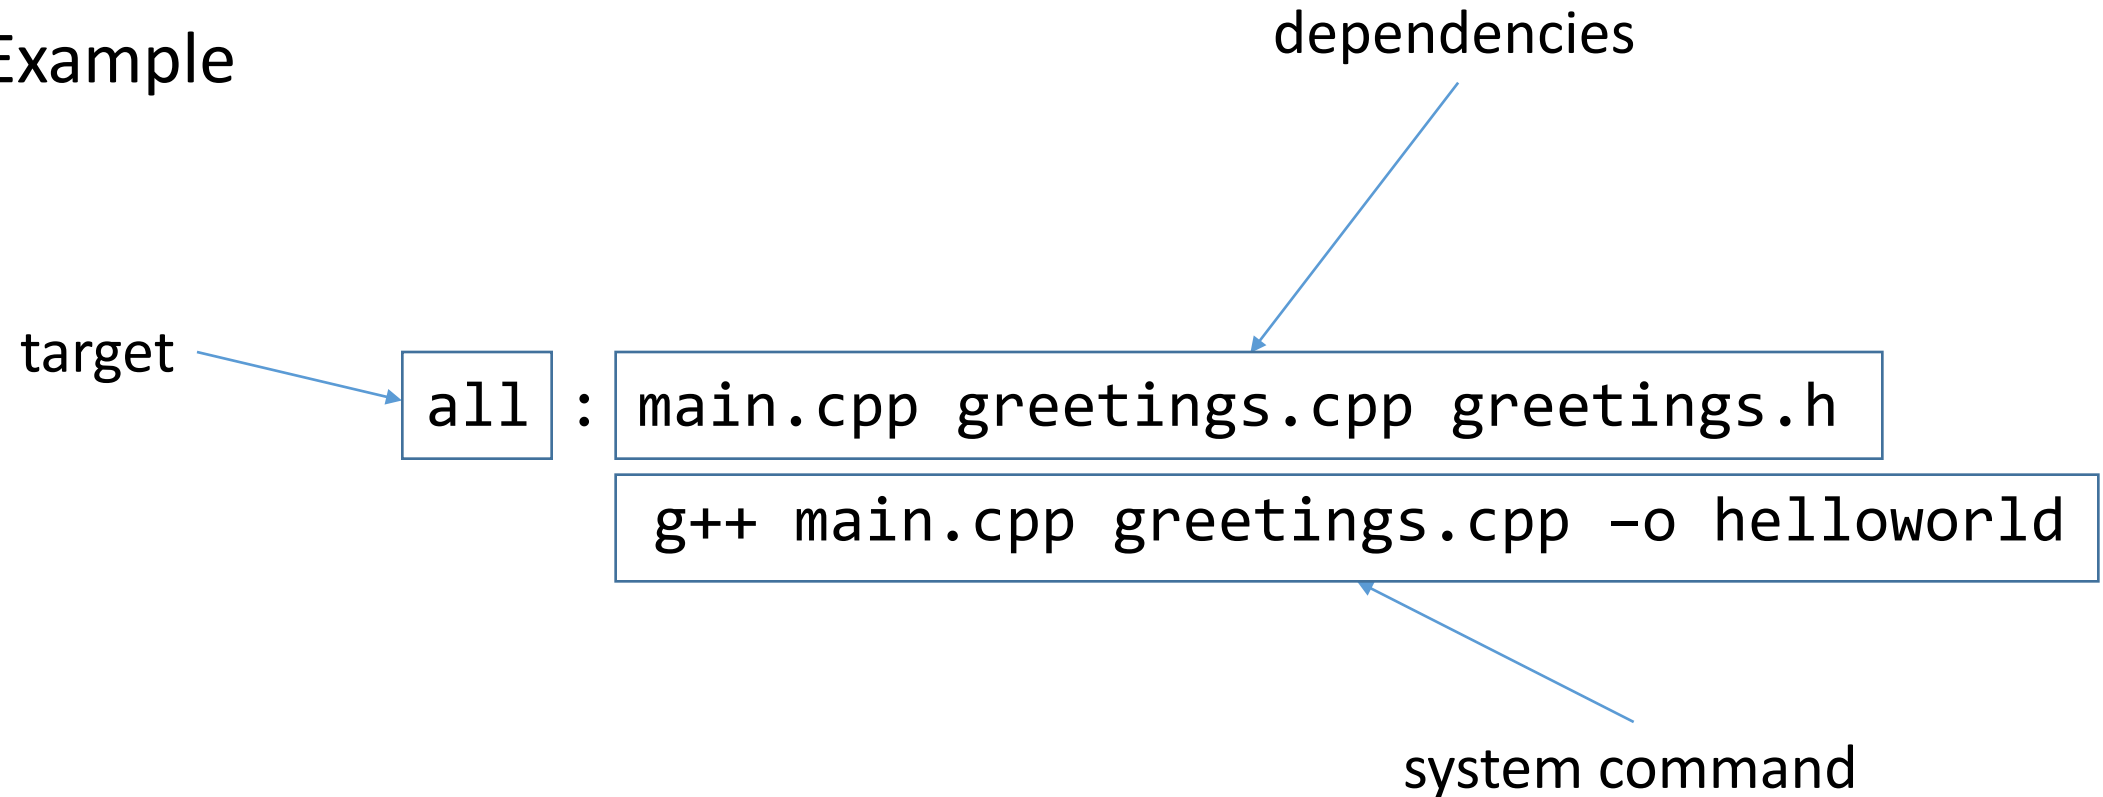 Example
dependencies
target
all : main.cpp greetings.cpp greetings.h
g++ main.cpp greetings.cpp –o helloworld
system command